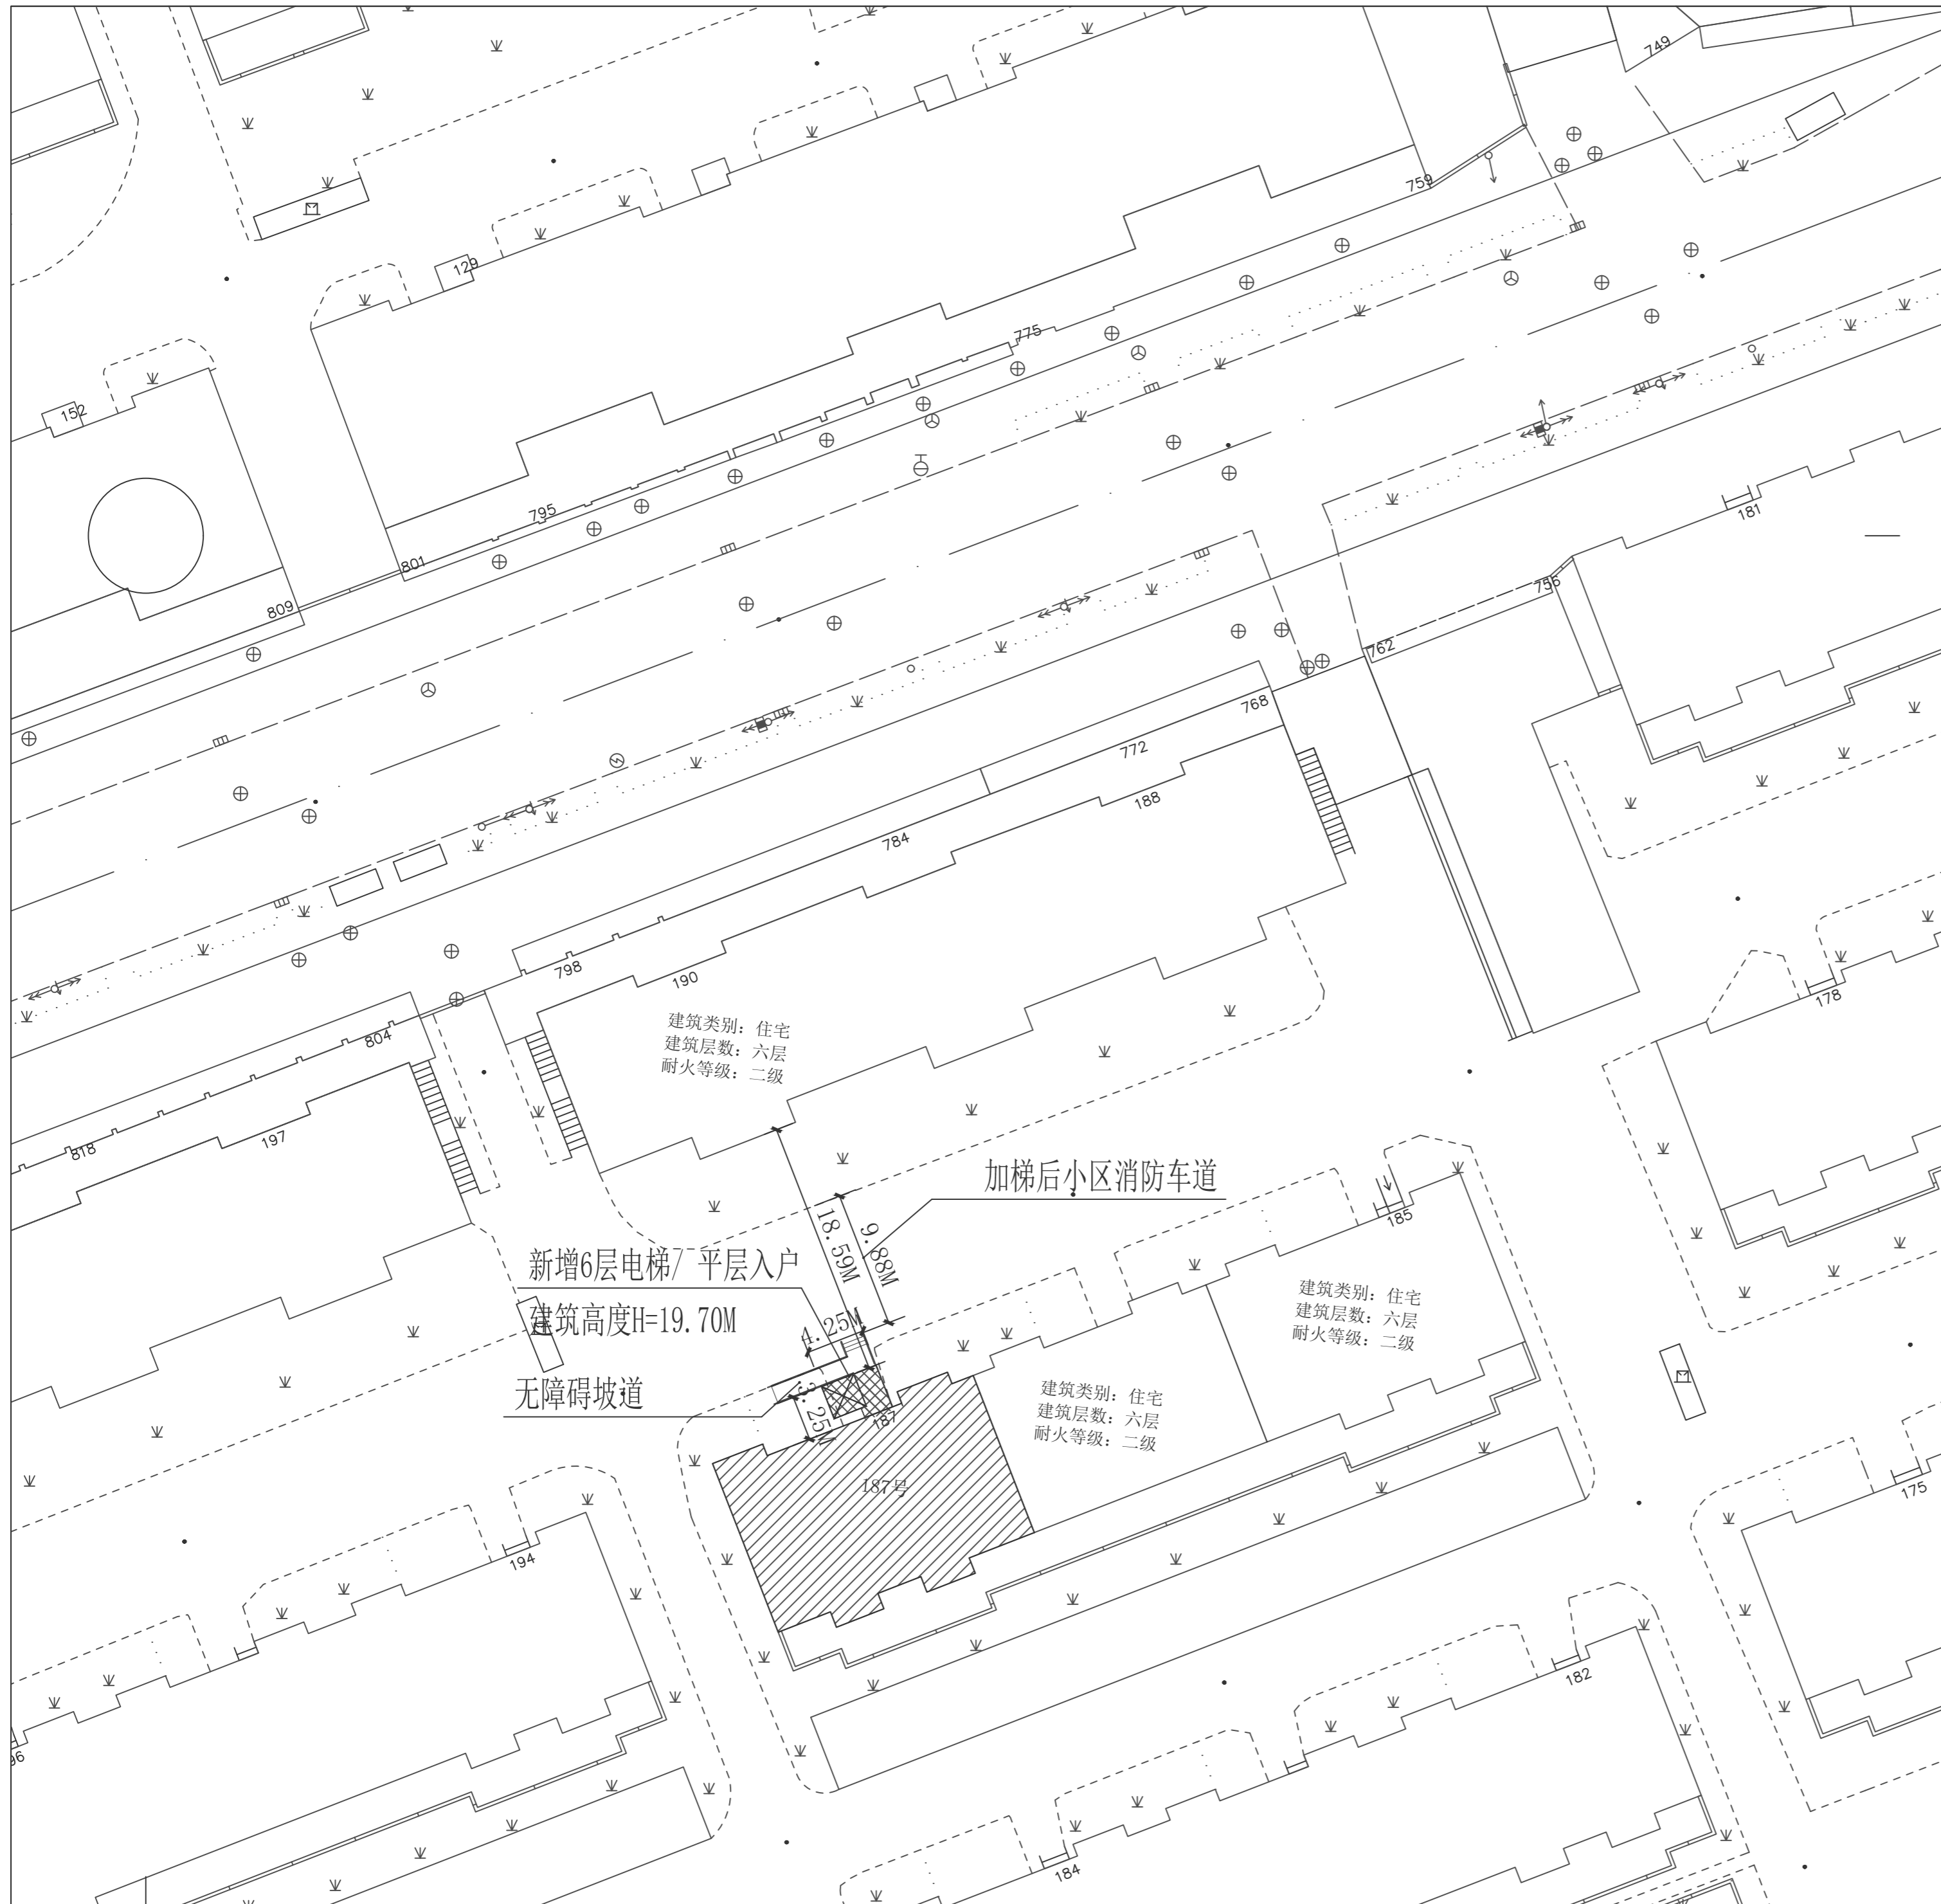 749
759
129
775
152
795
181
801
756
809
762
768
772
188
784
798
190
178
建筑类别：住宅
建筑层数：六层
耐火等级：二级
804
197
818
加梯后小区消防车道
185
18.59M
9.88M
新增6层电梯/平层入户
建筑高度H=19.70M
4.25M
建筑类别：住宅
建筑层数：六层
耐火等级：二级
无障碍坡道
3.25M
187
建筑类别：住宅
建筑层数：六层
耐火等级：二级
187号
175
194
182
96
184